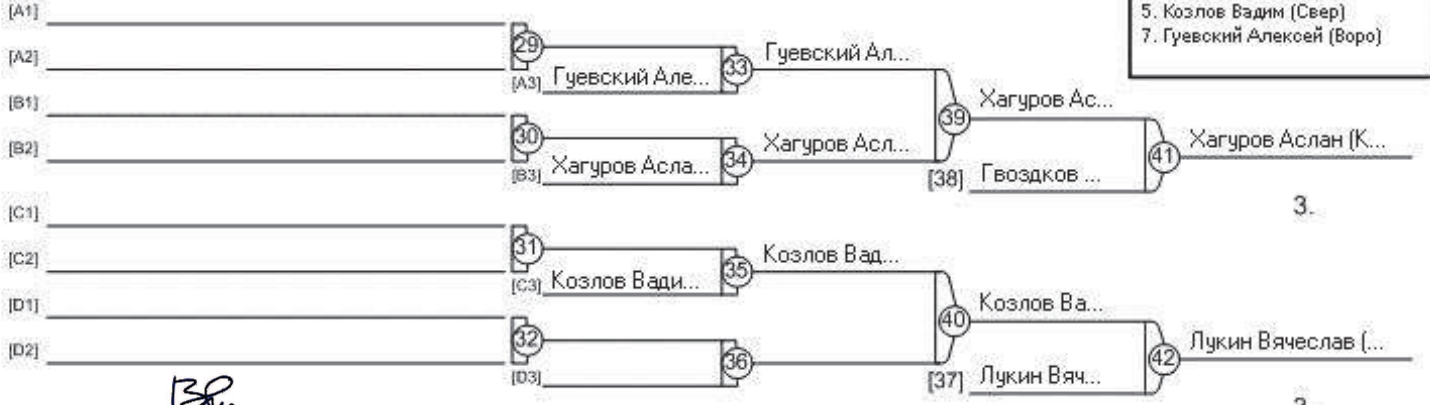 [A1]
5. Козлов Вадим (Свер)
7. Гуевский Алексей (Воро)
29
Гуевский Ал...
[A2]
33
[A3] Гуевский Але...
[B1]
Хагуров Ас...
39
30
Хагуров Асл...
Хагуров Аслан (К...
[B2]
34
41
[B3] Хагуров Асла...
[38] Гвоздков ...
3.
[C1]
31
Козлов Вад...
[C2]
35
[C3] Козлов Вади...
[D1]
Козлов Ва...
40
32
Лукин Вячеслав (...
[D2]
36
42
[D3]
[37] Лукин Вяч...